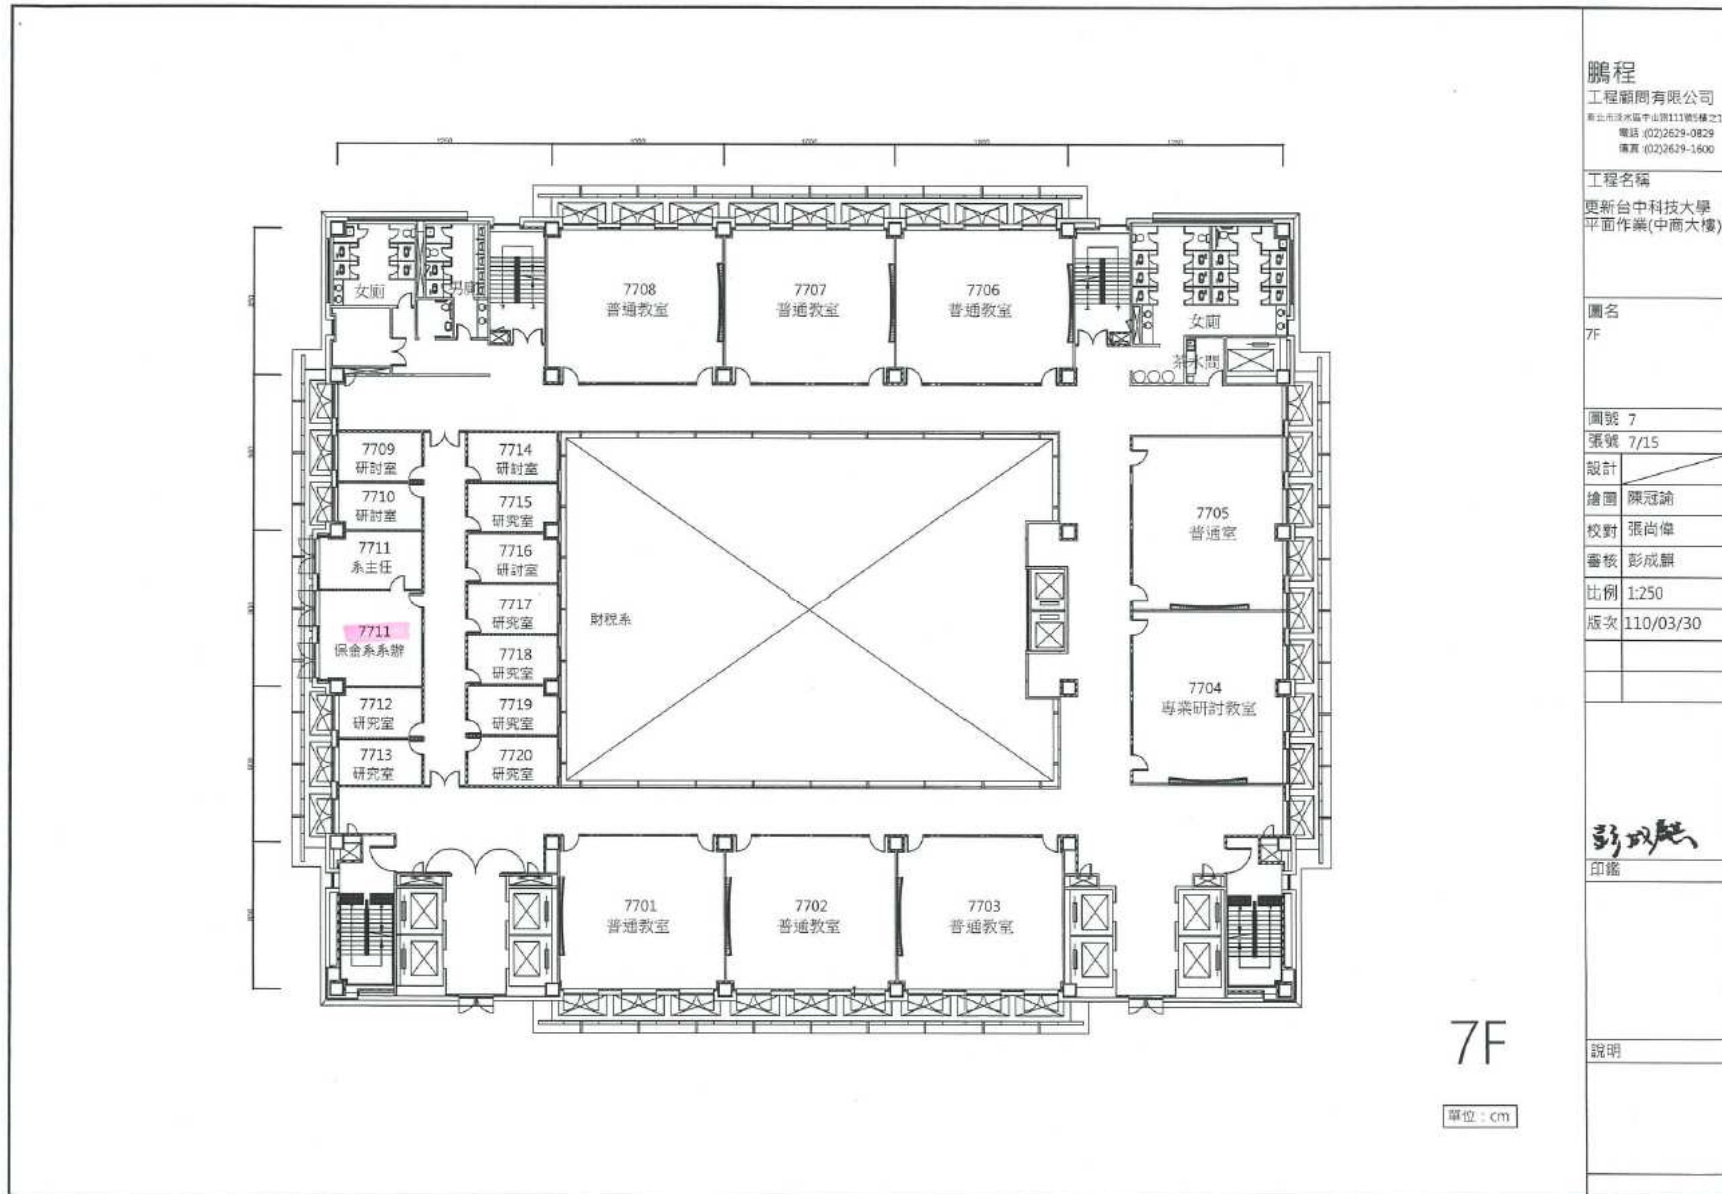 鵬程
工程顧問有限公司
電話:(02)2629-0829
傳真:(02)2629-1600
工程名稱
更新台中科技大學
平面作業(中商大樓)
圖名
7F
圖號 7
張號 7/15
設計
繪圖 陳冠諭
校對 張尚偉
審核 彭成麒
比例 1:250
版次 110/03/30
彭成麒
印鑑
說明
女廁
男廁
7708
普通教室
7707
普通教室
7706
普通教室
女廁
茶水間
7709
研討室
7714
研討室
7710
研討室
7715
研究室
7711
系主任
7716
研討室
7705
普通室
7717
研究室
財稅系
7711
保金系系辦
7718
研究室
7704
專業研討教室
7712
研究室
7719
研究室
7713
研究室
7720
研究室
7701
普通教室
7702
普通教室
7703
普通教室
7F
單位：cm